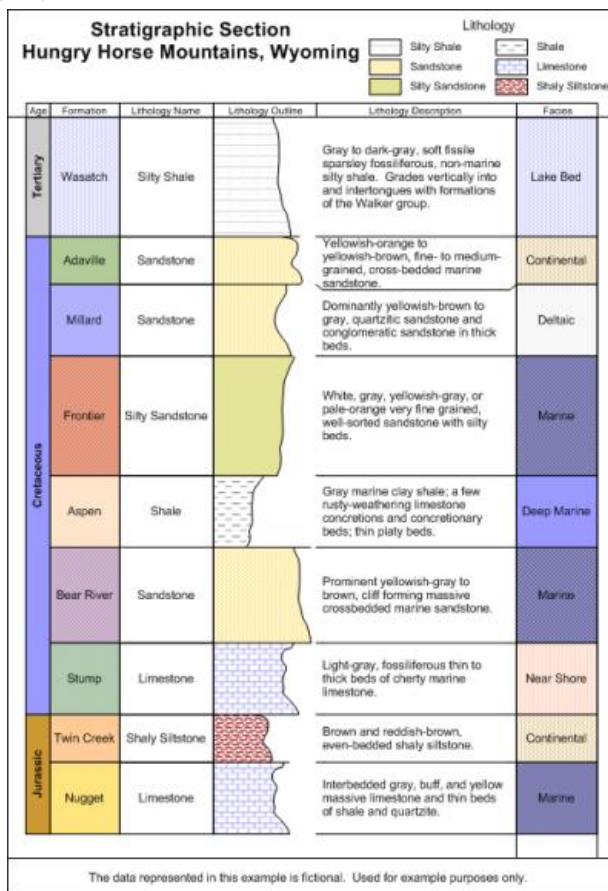 Stratigraphic Section
Hungry Horse Mountains, Wyoming
Lithology
Silty Shale
Shale
Sandstone
Limestone
Silty Sandstone
Shaly Siltstone
Age Formation Lithology Name Lithology Outline Lithology Description Facies
Tertiary
Wasatch
Silty Shale
Gray to dark-gray, soft fissile
sparsley fossiliferous, non-marine
silty shale. Grades vertically into
and intertongues with formations
of the Walker group.
Lake Bed
Cretaceous
Adaville
Sandstone
Yellowish-orange to
yellowish-brown, fine- to medium-
grained, cross-bedded marine
sandstone.
Continental
Millard
Sandstone
Dominantly yellowish-brown to
gray, quartzitic sandstone and
conglomeratic sandstone in thick
beds.
Deltaic
Frontier
Silty Sandstone
White, gray, yellowish-gray, or
pale-orange very fine grained,
well-sorted sandstone with silty
beds.
Marine
Aspen
Shale
Gray marine clay shale; a few
rusty-weathering limestone
concretions and concretionary
beds; thin platy beds.
Deep Marine
Bear River
Sandstone
Prominent yellowish-gray to
brown, cliff forming massive
crossbedded marine sandstone.
Marine
Stump
Limestone
Light-gray, fossiliferous thin to
thick beds of cherty marine
limestone.
Near Shore
Jurassic
Twin Creek
Shaly Siltstone
Brown and reddish-brown,
even-bedded shaly siltstone.
Continental
Nugget
Limestone
Interbedded gray, buff, and yellow
massive limestone and thin beds
of shale and quartzite.
Marine
The data represented in this example is fictional. Used for example purposes only.